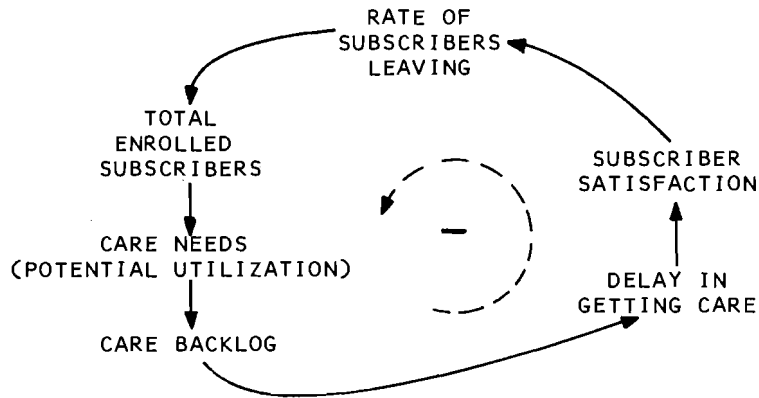 RATE OF
SUBSCRIBERS
LEAVING
TOTAL
ENROLLED
SUBSCRIBERS
SUBSCRIBER
SATISFACTION
CARE NEEDS
(POTENTIAL UTILIZATION)
DELAY IN
GETTING CARE
CARE BACKLOG